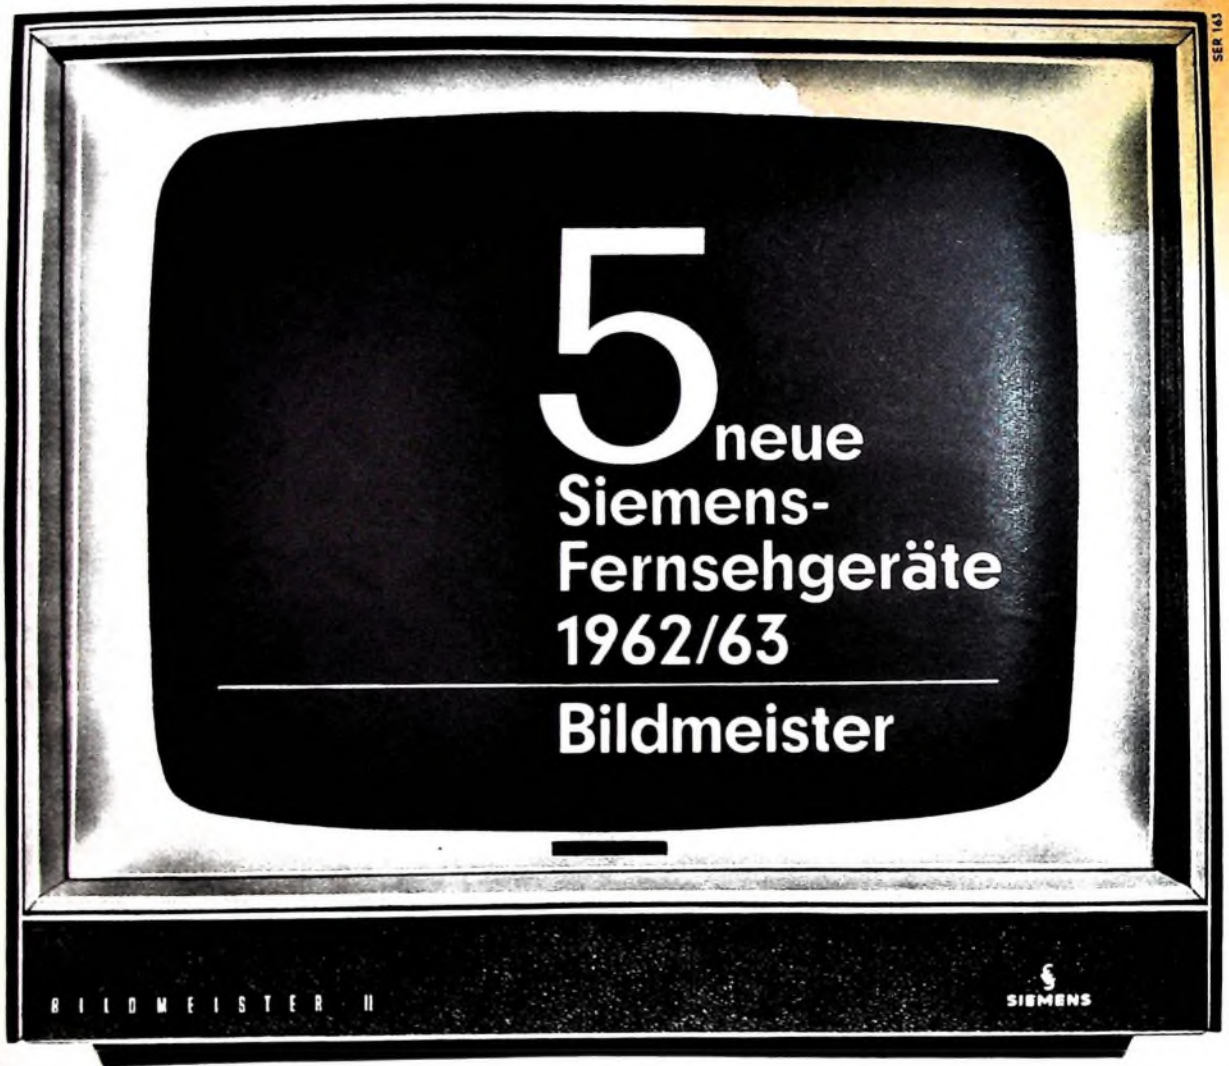 SER 163
5 neue
Siemens-
Fernsehgeräte
1962/63
Bildmeister
BILDMEISTER II
SIEMENS